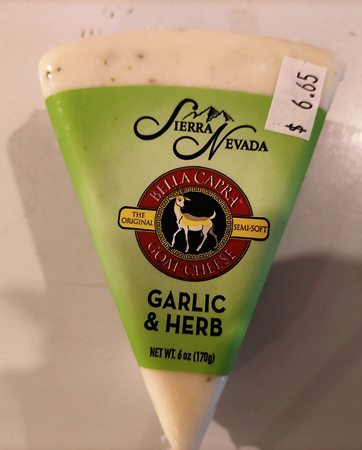 $ 6.65
SIERRA
NEVADA
BELLA CAPRA®
THE
ORIGINAL
SEMI-SOFT
GOAT CHEESE
GARLIC
& HERB
NET WT. 6 oz (170g)